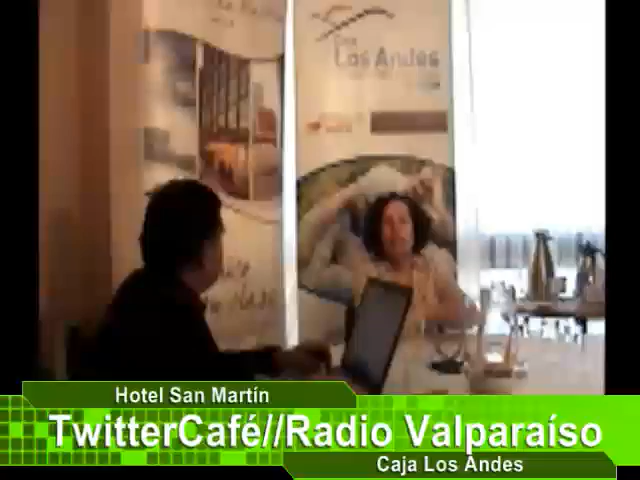 Los Andes
Hotel San Martín
TwitterCafé//Radio Valparaíso
Caja Los Andes